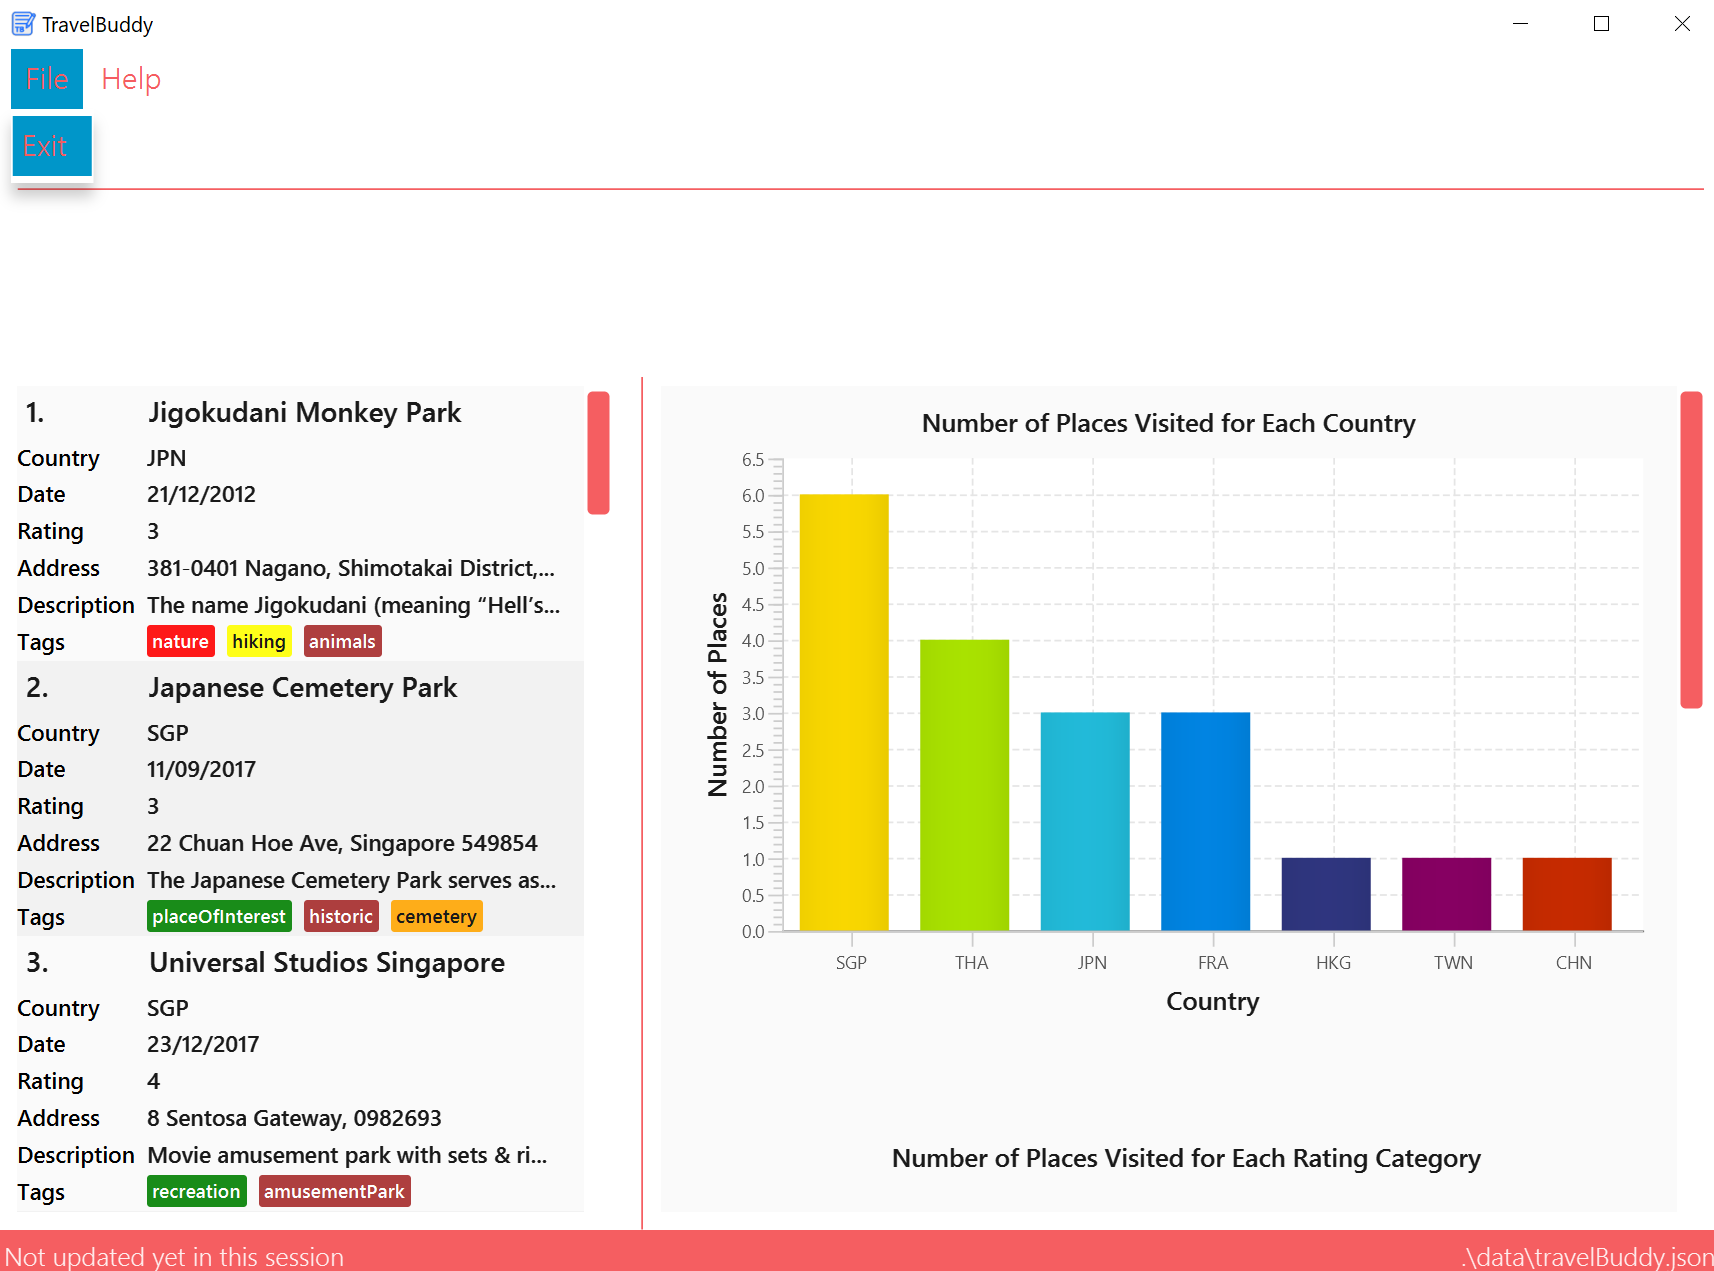 TravelBuddy
File Help
Exit
1. Jigokudani Monkey Park
Country JPN
Date 21/12/2012
Rating 3
Address 381-0401 Nagano, Shimotakai District,...
Description The name Jigokudani (meaning “Hell’s...
Tags nature hiking animals
2. Japanese Cemetery Park
Country SGP
Date 11/09/2017
Rating 3
Address 22 Chuan Hoe Ave, Singapore 549854
Description The Japanese Cemetery Park serves as...
Tags placeOfInterest historic cemetery
3. Universal Studios Singapore
Country SGP
Date 23/12/2017
Rating 4
Address 8 Sentosa Gateway, 0982693
Description Movie amusement park with sets & ri...
Tags recreation amusementPark
Number of Places Visited for Each Country
Number of Places
6.5
6.0
5.5
5.0
4.5
4.0
3.5
3.0
2.5
2.0
1.5
1.0
0.5
0.0
SGP THA JPN FRA HKG TWN CHN
Country
Number of Places Visited for Each Rating Category
Not updated yet in this session
.\data\travelBuddy.json